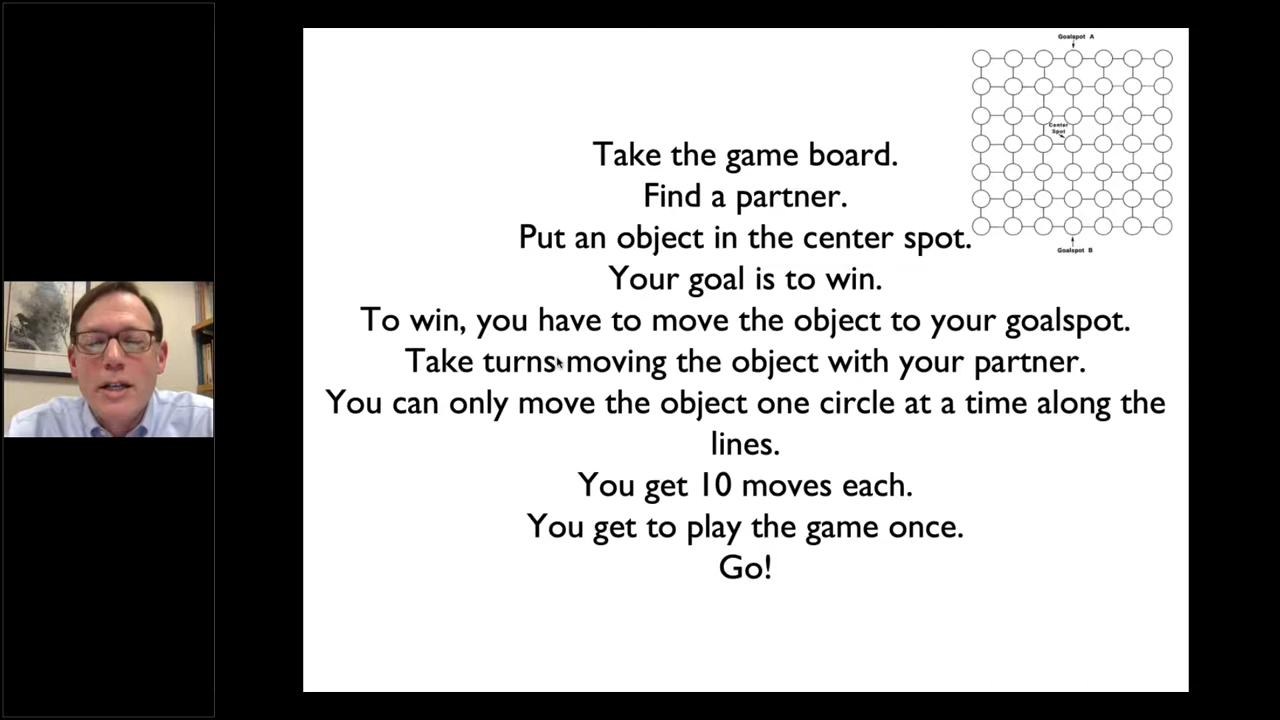 Goalspot A
Center
Spot
Take the game board.
Find a partner.
Put an object in the center spot.
Goalspot B
Your goal is to win.
To win, you have to move the object to your goalspot.
Take turns moving the object with your partner.
You can only move the object one circle at a time along the
lines.
You get 10 moves each.
You get to play the game once.
Go!